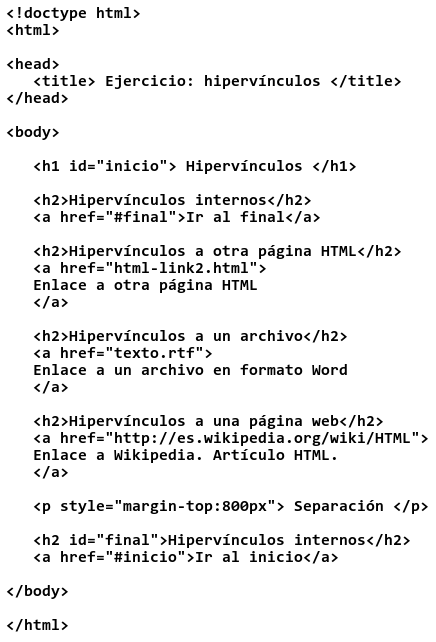 <!doctype html>
<html>

<head>
   <title> Ejercicio: hipervínculos </title>
</head>

<body>

   <h1 id="inicio"> Hipervínculos </h1>

   <h2>Hipervínculos internos</h2>
   <a href="#final">Ir al final</a>

   <h2>Hipervínculos a otra página HTML</h2>
   <a href="html-link2.html">
   Enlace a otra página HTML
   </a>

   <h2>Hipervínculos a un archivo</h2>
   <a href="texto.rtf">
   Enlace a un archivo en formato Word
   </a>

   <h2>Hipervínculos a una página web</h2>
   <a href="http://es.wikipedia.org/wiki/HTML">
   Enlace a Wikipedia. Artículo HTML.
   </a>

   <p style="margin-top:800px"> Separación </p>

   <h2 id="final">Hipervínculos internos</h2>
   <a href="#inicio">Ir al inicio</a>

</body>

</html>